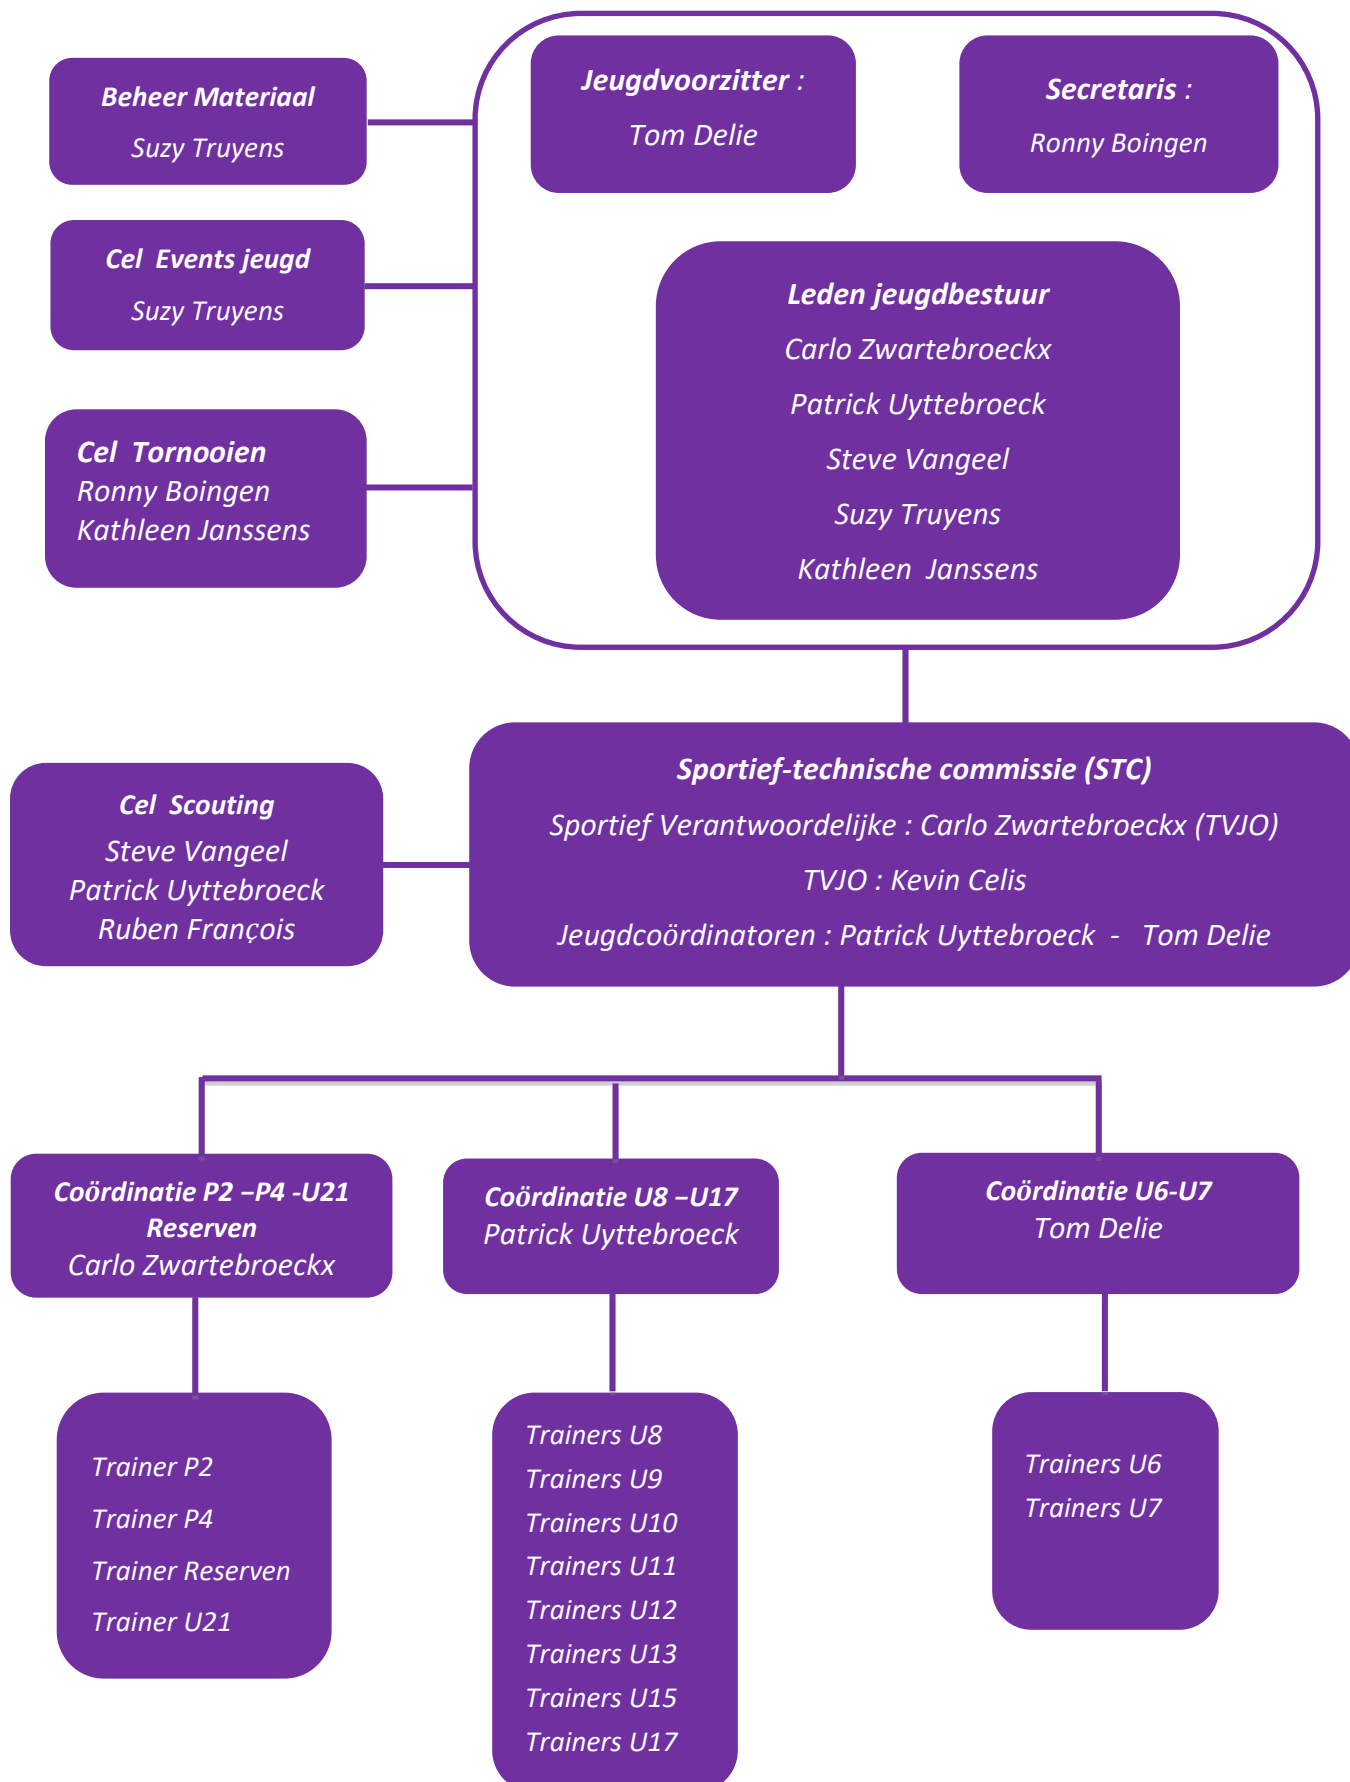 Beheer Materiaal
Suzy Truyens
Jeugdvoorzitter :
Tom Delie
Secretaris :
Ronny Boingen
Cel  Events jeugd
Suzy Truyens
Leden jeugdbestuur
Carlo Zwartebroeckx
Patrick Uyttebroeck
Steve Vangeel
Suzy Truyens
Kathleen  Janssens
Cel  Tornooien
Ronny Boingen
Kathleen Janssens
Sportief-technische commissie (STC)
Sportief Verantwoordelijke : Carlo Zwartebroeckx (TVJO)
TVJO : Kevin Celis
Jeugdcoördinatoren : Patrick Uyttebroeck  -   Tom Delie
Cel  Scouting
Steve Vangeel
Patrick Uyttebroeck
Ruben François
Coördinatie P2 –P4 -U21
Reserven
Carlo Zwartebroeckx
Coördinatie U8 –U17
Patrick Uyttebroeck
Coördinatie U6-U7
Tom Delie
Trainer P2
Trainer P4
Trainer Reserven
Trainer U21
Trainers U8
Trainers U9
Trainers U10
Trainers U11
Trainers U12
Trainers U13
Trainers U15
Trainers U17
Trainers U6
Trainers U7